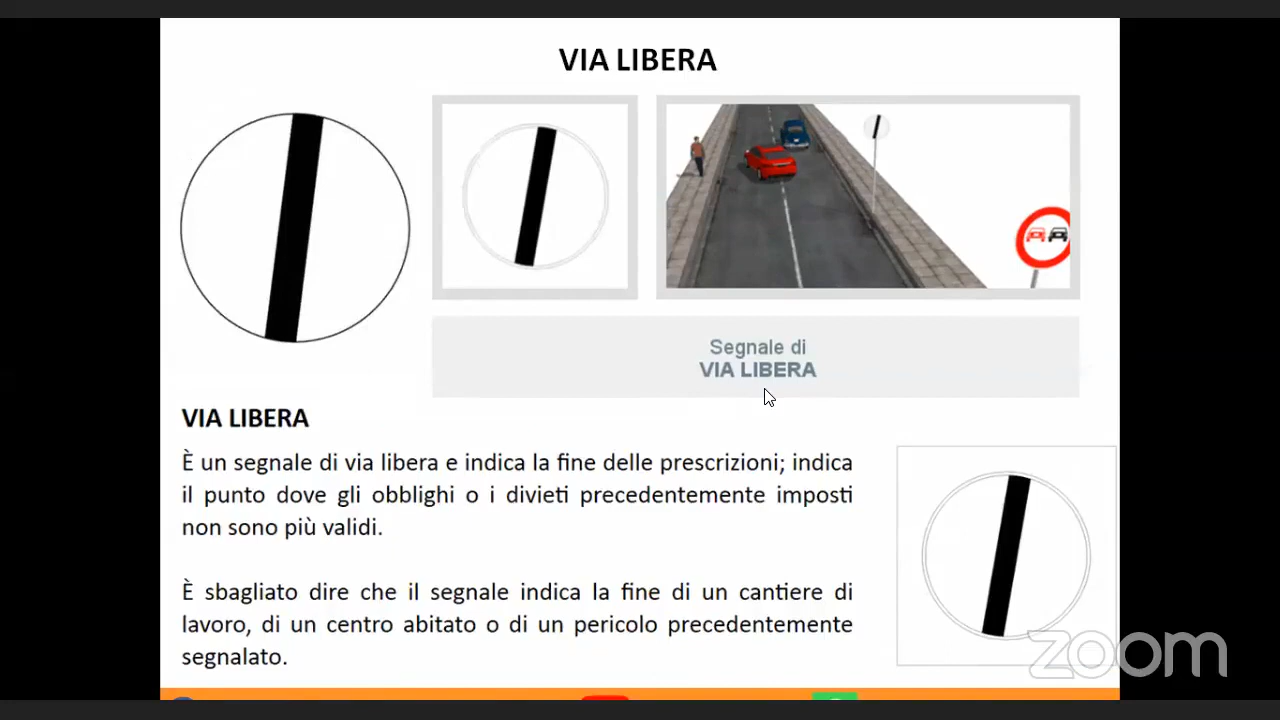 VIA LIBERA
Segnale di
VIA LIBERA
VIA LIBERA
È un segnale di via libera e indica la fine delle prescrizioni; indica
il punto dove gli obblighi o i divieti precedentemente imposti
non sono più validi.
È sbagliato dire che il segnale indica la fine di un cantiere di
lavoro, di un centro abitato o di un pericolo precedentemente
segnalato.
zoom